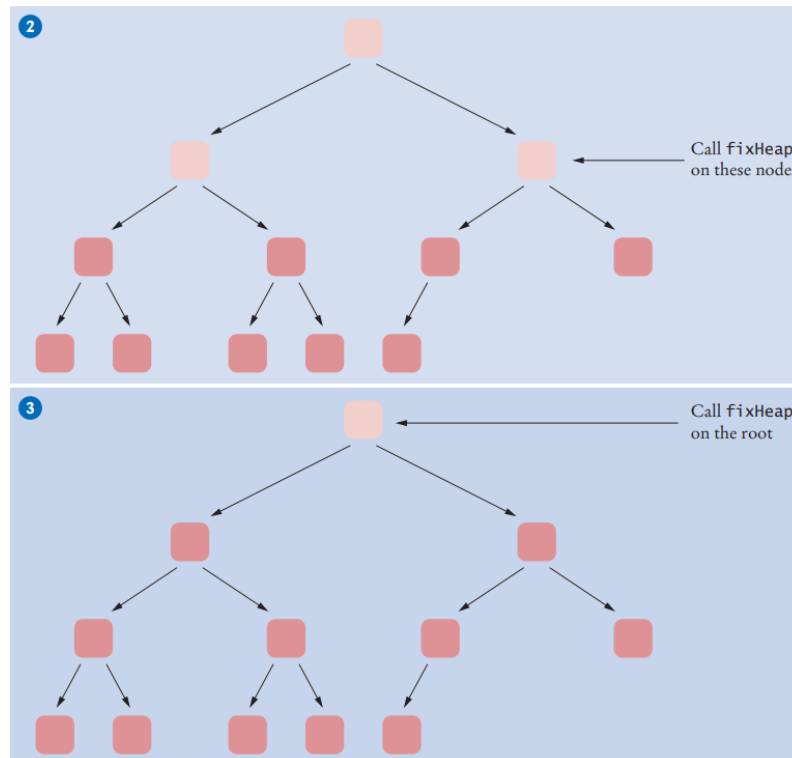 2
Call fixHeap
on these node
3
Call fixHeap
on the root